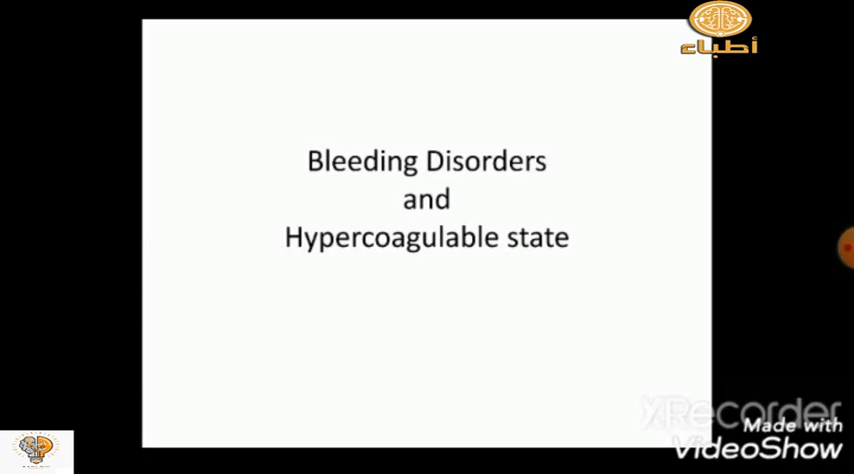 أطباء
Bleeding Disorders
and
Hypercoagulable state
XRecorder
Made with
VideoShow